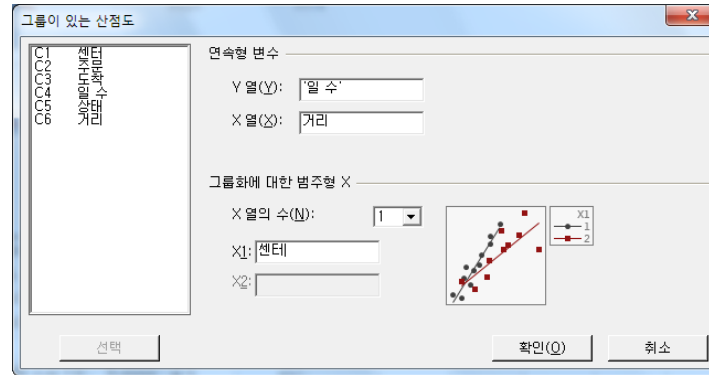 그룹이 있는 산점도
C1 센터
C2 주문
C3 도착
C4 일 수
C5 상태
C6 거리
연속형 변수
Y 열(Y): '일 수'
X 열(X): 거리
그룹화에 대한 범주형 X
X 열의 수(N): 1
X1: 센터
X2:
X1
1
2
선택
확인(O)
취소